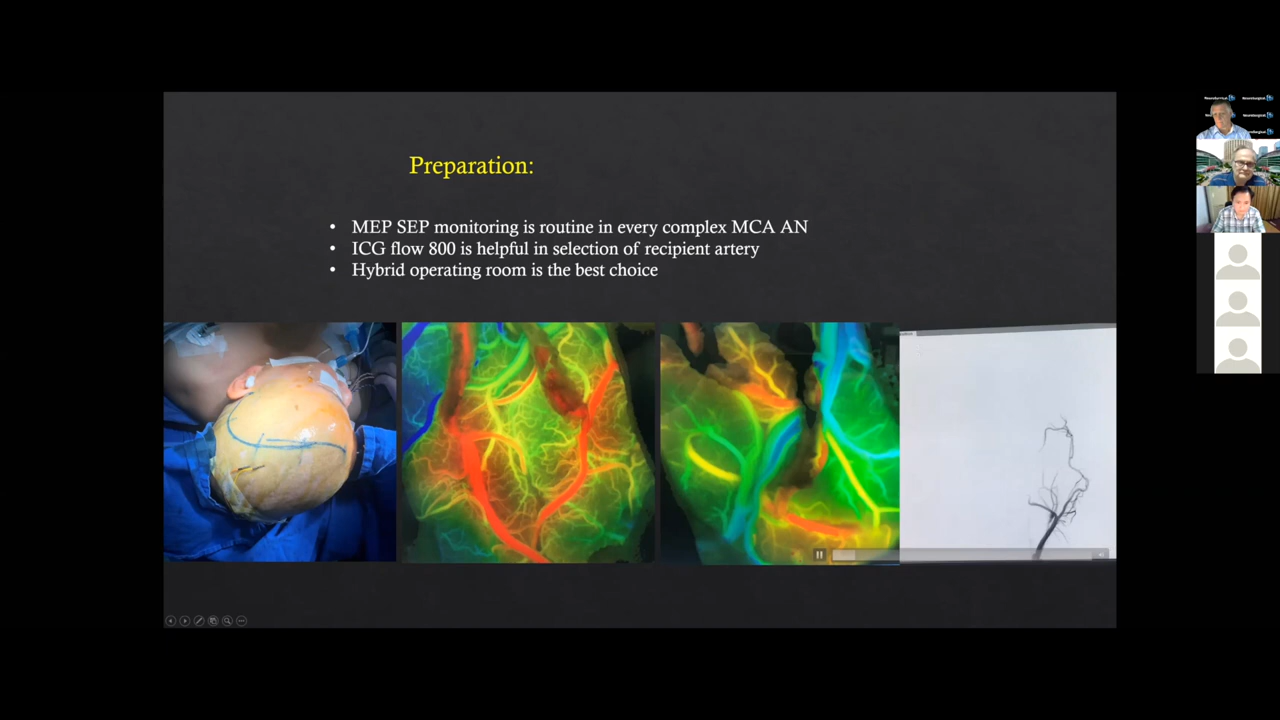 Preparation:
• MEP SEP monitoring is routine in every complex MCA AN
• ICG flow 800 is helpful in selection of recipient artery
• Hybrid operating room is the best choice